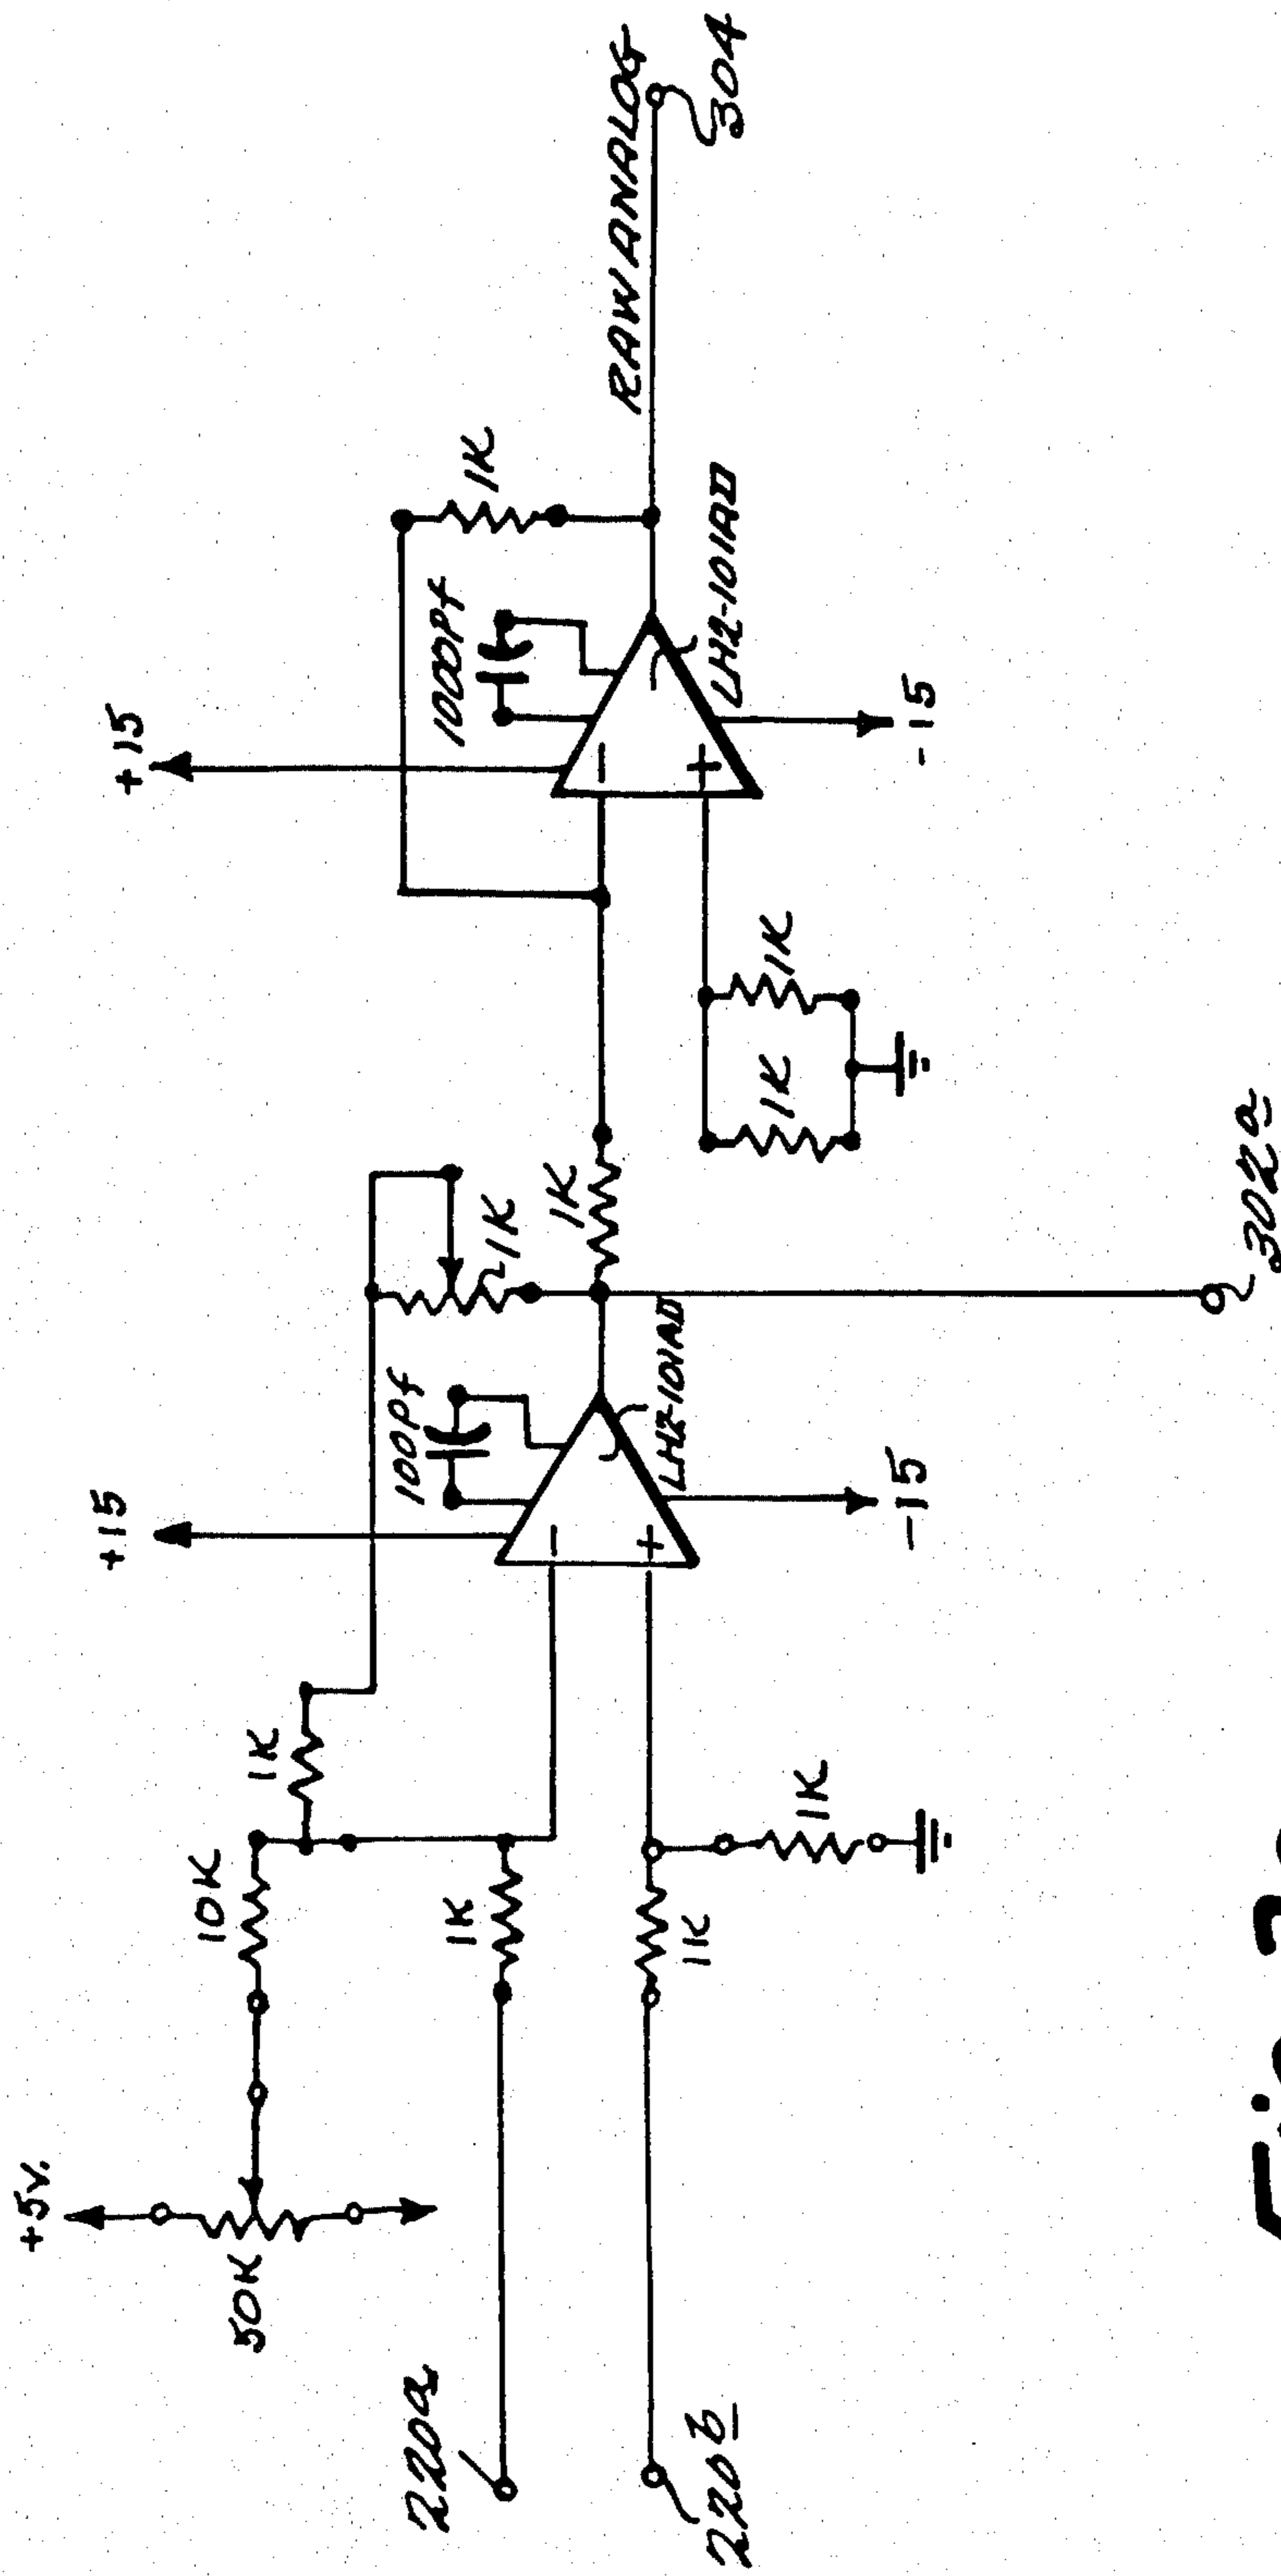 +5V.
50K
10K
1K
+15
100Pf
1K
220a
1K
220b
1K
1K
LH2-101AD
-15
302a
1K
+15
1000Pf
1K
RAW ANALOG
304
1K
1K
LH2-101AD
-15